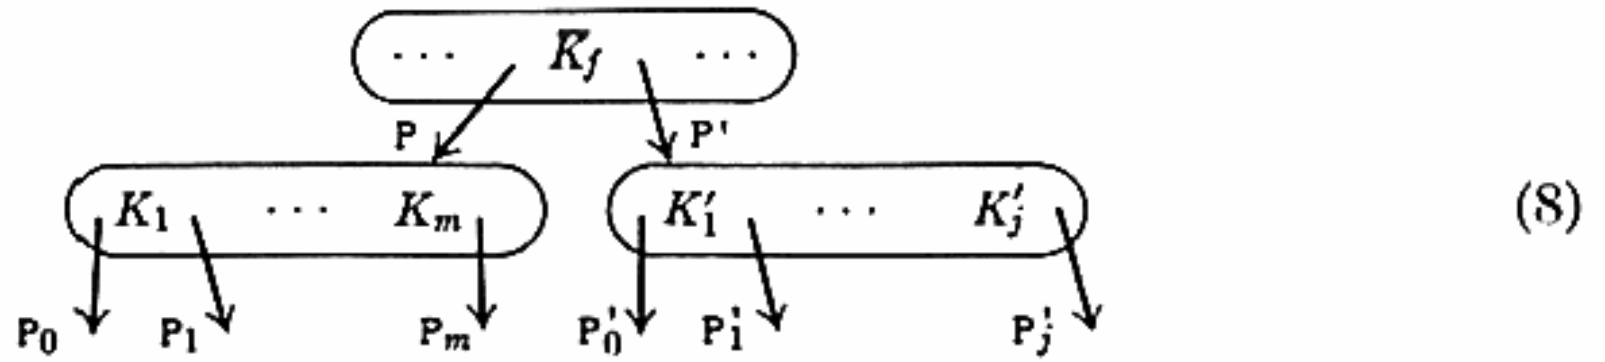 ··· K_f ···
P P'
K_1 ··· K_m K'_1 ··· K'_j (8)
P_0 P_1 P_m P'_0 P'_1 P'_j